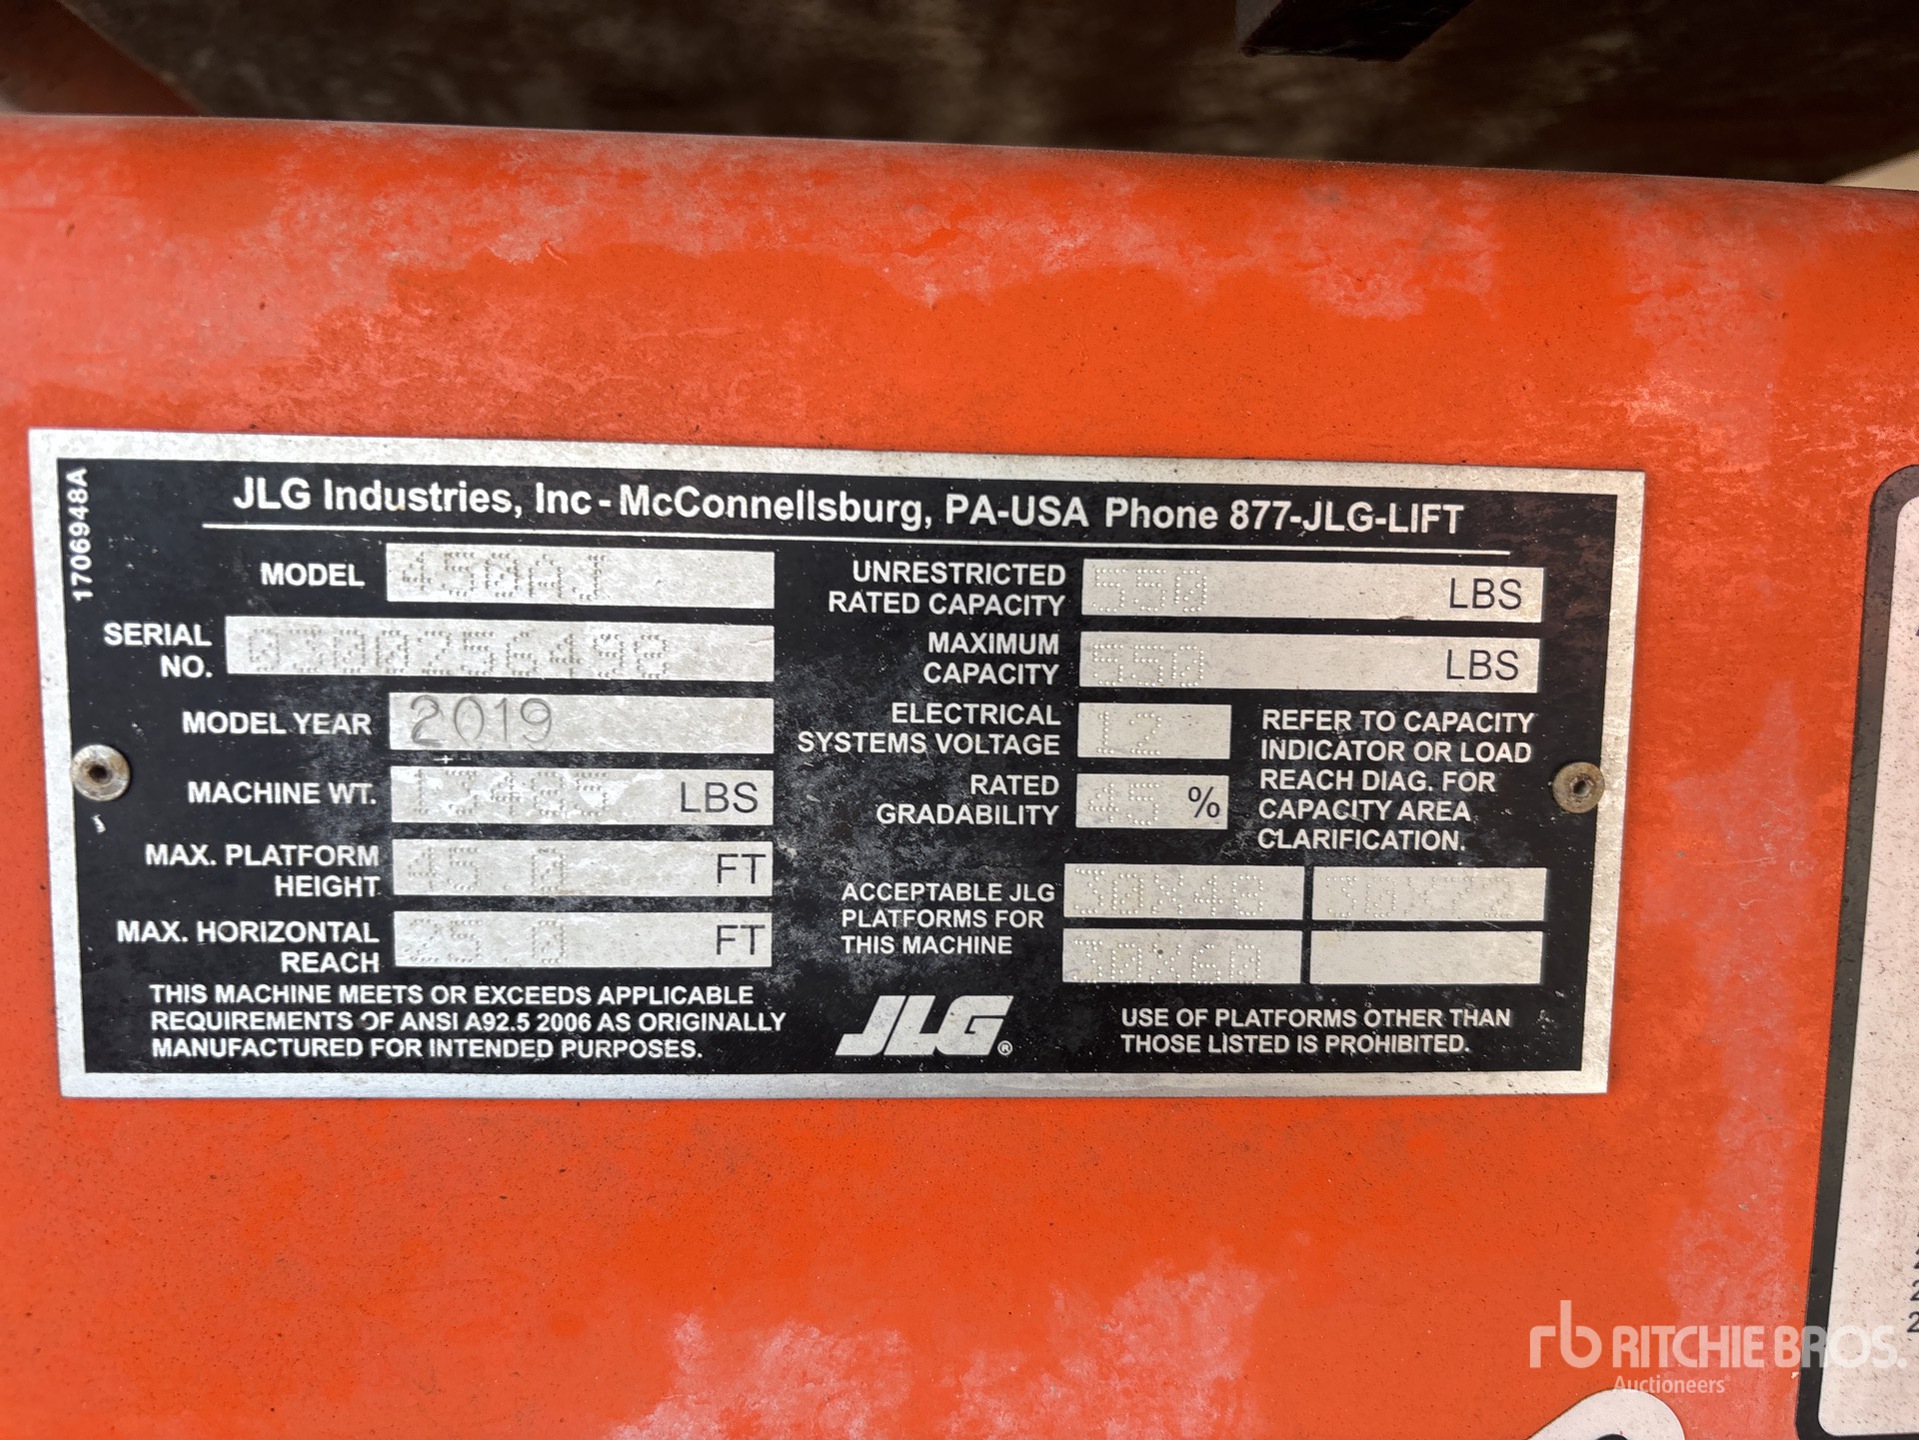 1706948A
JLG Industries, Inc - McConnellsburg, PA-USA Phone 877-JLG-LIFT
MODEL 450AJ
SERIAL NO. 0300256498
MODEL YEAR 2019
MACHINE WT. LBS
MAX. PLATFORM HEIGHT 45.0 FT
MAX. HORIZONTAL REACH 25.0 FT
THIS MACHINE MEETS OR EXCEEDS APPLICABLE
REQUIREMENTS OF ANSI A92.5 2006 AS ORIGINALLY
MANUFACTURED FOR INTENDED PURPOSES.
UNRESTRICTED RATED CAPACITY 550 LBS
MAXIMUM CAPACITY 550 LBS
ELECTRICAL SYSTEMS VOLTAGE 12
RATED GRADABILITY 45 %
REFER TO CAPACITY
INDICATOR OR LOAD
REACH DIAG. FOR
CAPACITY AREA
CLARIFICATION.
ACCEPTABLE JLG
PLATFORMS FOR
THIS MACHINE
30X48 30X72
30X60
JLG®
USE OF PLATFORMS OTHER THAN
THOSE LISTED IS PROHIBITED.
rb RITCHIE BROS.
Auctioneers